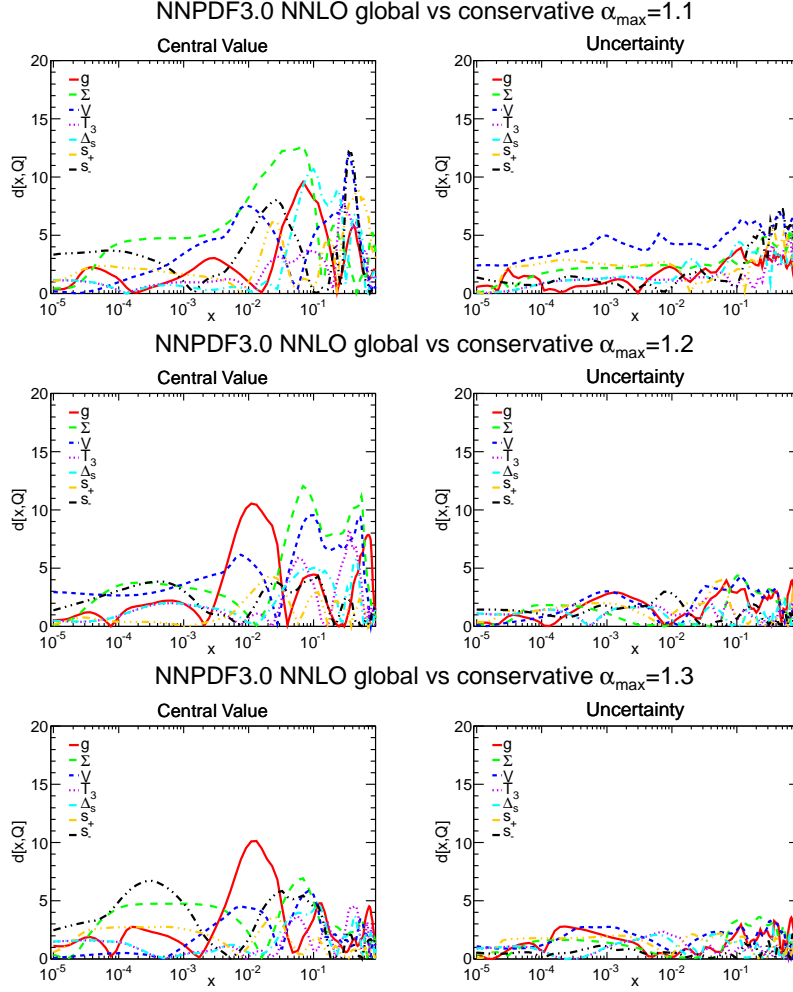 NNPDF3.0 NNLO global vs conservative α_max=1.1
Central Value
Uncertainty
d[x,Q]
20
15
10
5
0
g
Σ
V
T_3
Δ_s
s_+
s_-
10^-5
10^-4
10^-3
10^-2
10^-1
x
d[x,Q]
20
15
10
5
0
g
Σ
V
T_3
Δ_s
s_+
s_-
10^-5
10^-4
10^-3
10^-2
10^-1
x
NNPDF3.0 NNLO global vs conservative α_max=1.2
Central Value
Uncertainty
d[x,Q]
20
15
10
5
0
g
Σ
V
T_3
Δ_s
s_+
s_-
10^-5
10^-4
10^-3
10^-2
10^-1
x
d[x,Q]
20
15
10
5
0
g
Σ
V
T_3
Δ_s
s_+
s_-
10^-5
10^-4
10^-3
10^-2
10^-1
x
NNPDF3.0 NNLO global vs conservative α_max=1.3
Central Value
Uncertainty
d[x,Q]
20
15
10
5
0
g
Σ
V
T_3
Δ_s
s_+
s_-
10^-5
10^-4
10^-3
10^-2
10^-1
x
d[x,Q]
20
15
10
5
0
g
Σ
V
T_3
Δ_s
s_+
s_-
10^-5
10^-4
10^-3
10^-2
10^-1
x